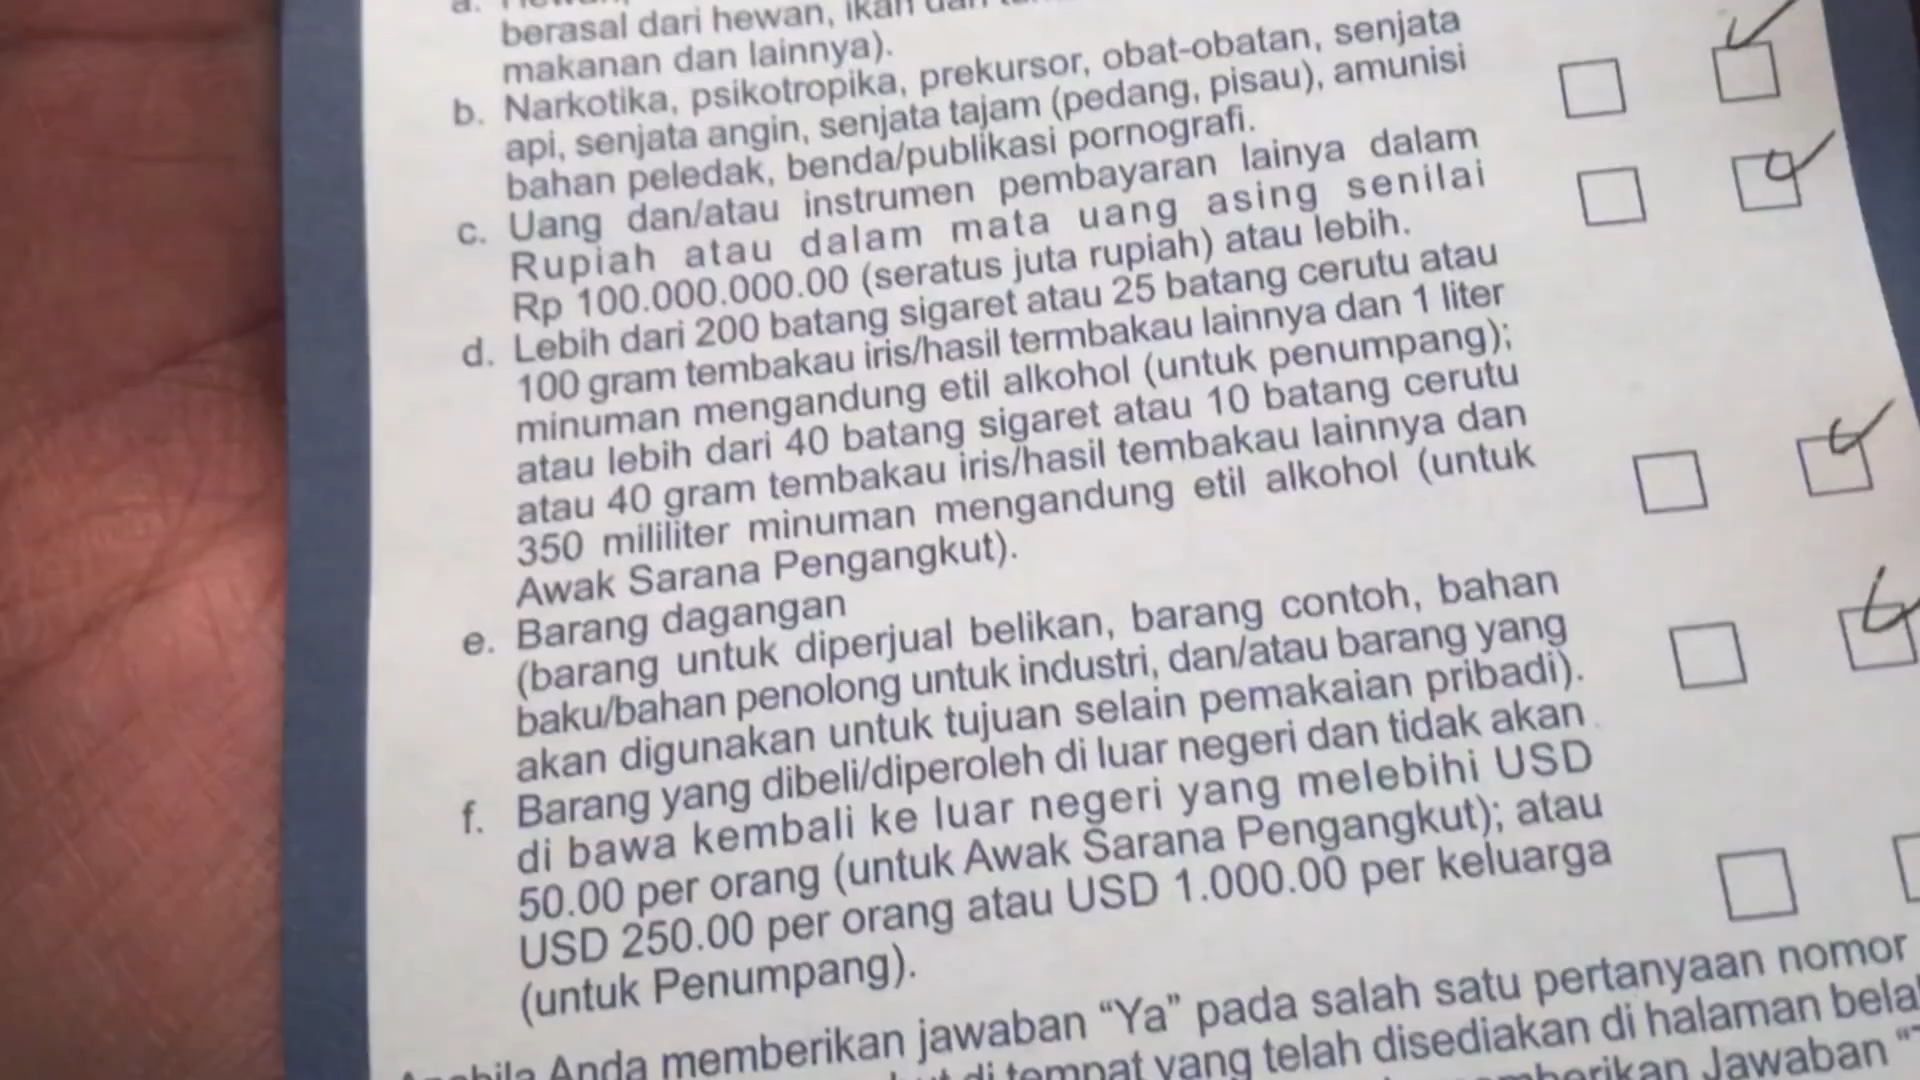 a.
berasal dari hewan, ikan dan
makanan dan lainnya).
b. Narkotika, psikotropika, prekursor, obat-obatan, senjata
api, senjata angin, senjata tajam (pedang, pisau), amunisi
bahan peledak, benda/publikasi pornografi.
c. Uang dan/atau instrumen pembayaran lainya dalam
Rupiah atau dalam mata uang asing senilai
Rp 100.000.000.00 (seratus juta rupiah) atau lebih.
d. Lebih dari 200 batang sigaret atau 25 batang cerutu atau
100 gram tembakau iris/hasil termbakau lainnya dan 1 liter
minuman mengandung etil alkohol (untuk penumpang);
atau lebih dari 40 batang sigaret atau 10 batang cerutu
atau 40 gram tembakau iris/hasil tembakau lainnya dan
350 mililiter minuman mengandung etil alkohol (untuk
Awak Sarana Pengangkut).
e. Barang dagangan
(barang untuk diperjual belikan, barang contoh, bahan
baku/bahan penolong untuk industri, dan/atau barang yang
akan digunakan untuk tujuan selain pemakaian pribadi).
f. Barang yang dibeli/diperoleh di luar negeri dan tidak akan
di bawa kembali ke luar negeri yang melebihi USD
50.00 per orang (untuk Awak Sarana Pengangkut); atau
USD 250.00 per orang atau USD 1.000.00 per keluarga
(untuk Penumpang).
Anda memberikan jawaban “Ya” pada salah satu pertanyaan nomor
di tempat yang telah disediakan di halaman
Jawaban